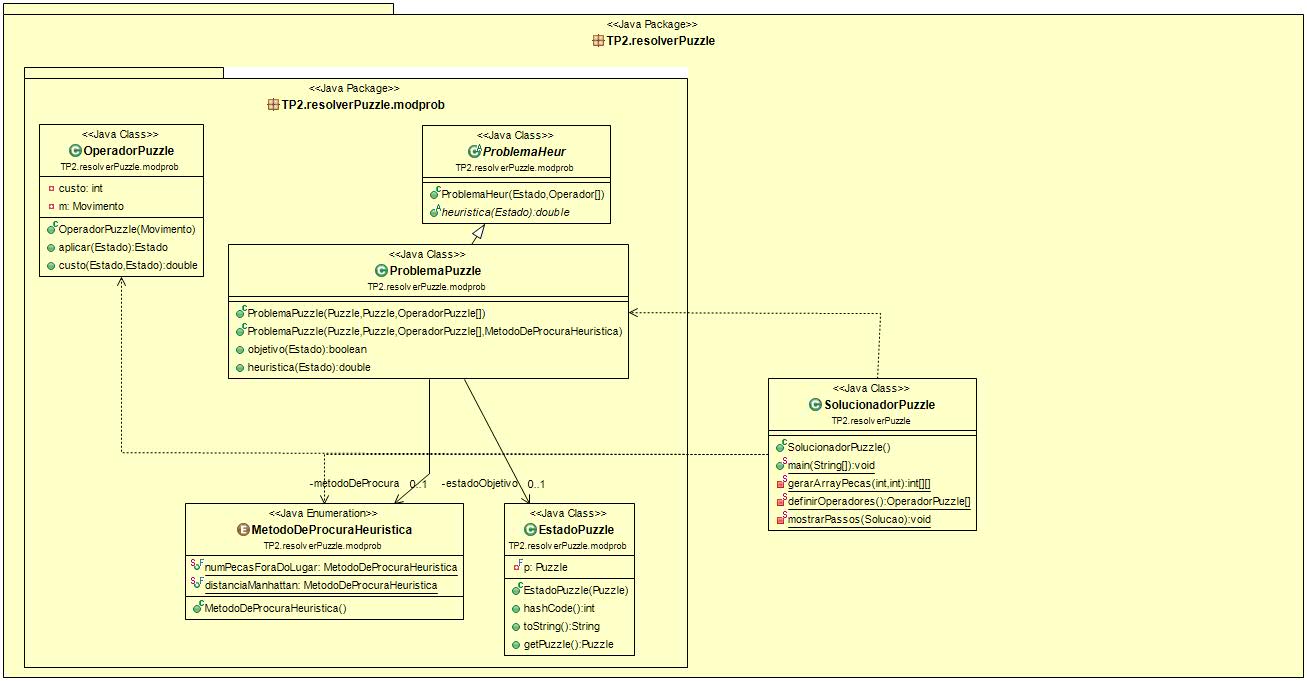 <<Java Package>>
TP2.resolverPuzzle
<<Java Package>>
TP2.resolverPuzzle.modprob
<<Java Class>>
OperadorPuzzle
TP2.resolverPuzzle.modprob
custo: int
m: Movimento
OperadorPuzzle(Movimento)
aplicar(Estado):Estado
custo(Estado,Estado):double
<<Java Class>>
ProblemaHeur
TP2.resolverPuzzle.modprob
ProblemaHeur(Estado,Operador[])
heuristica(Estado):double
<<Java Class>>
ProblemaPuzzle
TP2.resolverPuzzle.modprob
ProblemaPuzzle(Puzzle,Puzzle,OperadorPuzzle[])
ProblemaPuzzle(Puzzle,Puzzle,OperadorPuzzle[],MetodoDeProcuraHeuristica)
objetivo(Estado):boolean
heuristica(Estado):double
<<Java Class>>
SolucionadorPuzzle
TP2.resolverPuzzle
SolucionadorPuzzle()
main(String[]):void
gerarArrayPecas(int,int):int[][]
definirOperadores():OperadorPuzzle[]
mostrarPassos(Solucao):void
-metodoDeProcura 0..1
-estadoObjetivo 0..1
<<Java Enumeration>>
MetodoDeProcuraHeuristica
TP2.resolverPuzzle.modprob
numPecasForaDoLugar: MetodoDeProcuraHeuristica
distanciaManhattan: MetodoDeProcuraHeuristica
MetodoDeProcuraHeuristica()
<<Java Class>>
EstadoPuzzle
TP2.resolverPuzzle.modprob
p: Puzzle
EstadoPuzzle(Puzzle)
hashCode():int
toString():String
getPuzzle():Puzzle